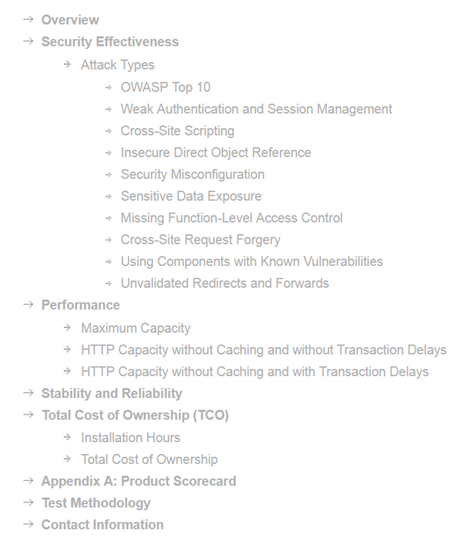 Overview
Security Effectiveness
Attack Types
OWASP Top 10
Weak Authentication and Session Management
Cross-Site Scripting
Insecure Direct Object Reference
Security Misconfiguration
Sensitive Data Exposure
Missing Function-Level Access Control
Cross-Site Request Forgery
Using Components with Known Vulnerabilities
Unvalidated Redirects and Forwards
Performance
Maximum Capacity
HTTP Capacity without Caching and without Transaction Delays
HTTP Capacity without Caching and with Transaction Delays
Stability and Reliability
Total Cost of Ownership (TCO)
Installation Hours
Total Cost of Ownership
Appendix A: Product Scorecard
Test Methodology
Contact Information